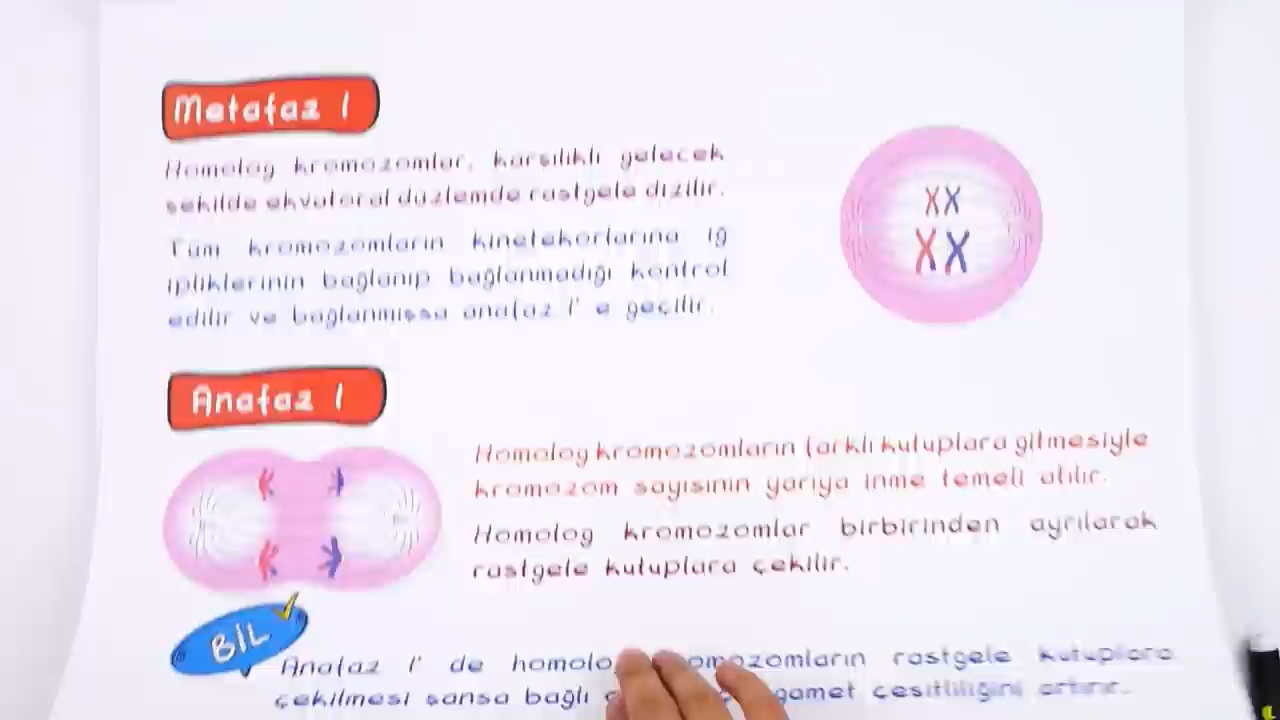 Metafaz I
Homolog kromozomlar, karşılıklı gelecek
şekilde ekvatoral düzlemde rastgele dizilir.
Tüm kromozomların kinetekorlarına iğ
ipliklerinin bağlanıp bağlanmadığı kontrol
edilir ve bağlanmışsa anafaz I' e geçilir.
Anafaz I
Homolog kromozomların farklı kutuplara gitmesiyle
kromozom sayısının yarıya inme temeli atılır.
Homolog kromozomlar birbirinden ayrılarak
rastgele kutuplara çekilir.
BİL
Anafaz I' de homolog kromozomların rastgele kutuplara
çekilmesi şansa bağlı gamet çeşitliliğini artırır.